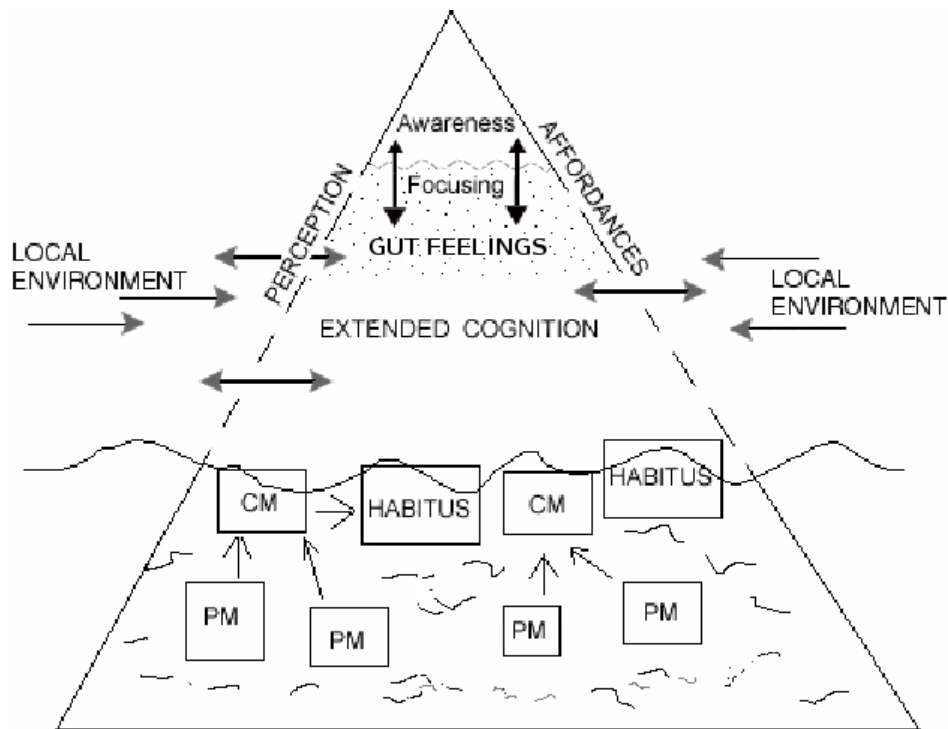 Awareness
PERCEPTION
AFFORDANCES
Focusing
GUT FEELINGS
LOCAL
ENVIRONMENT
LOCAL
ENVIRONMENT
EXTENDED COGNITION
CM
HABITUS
CM
HABITUS
PM
PM
PM
PM